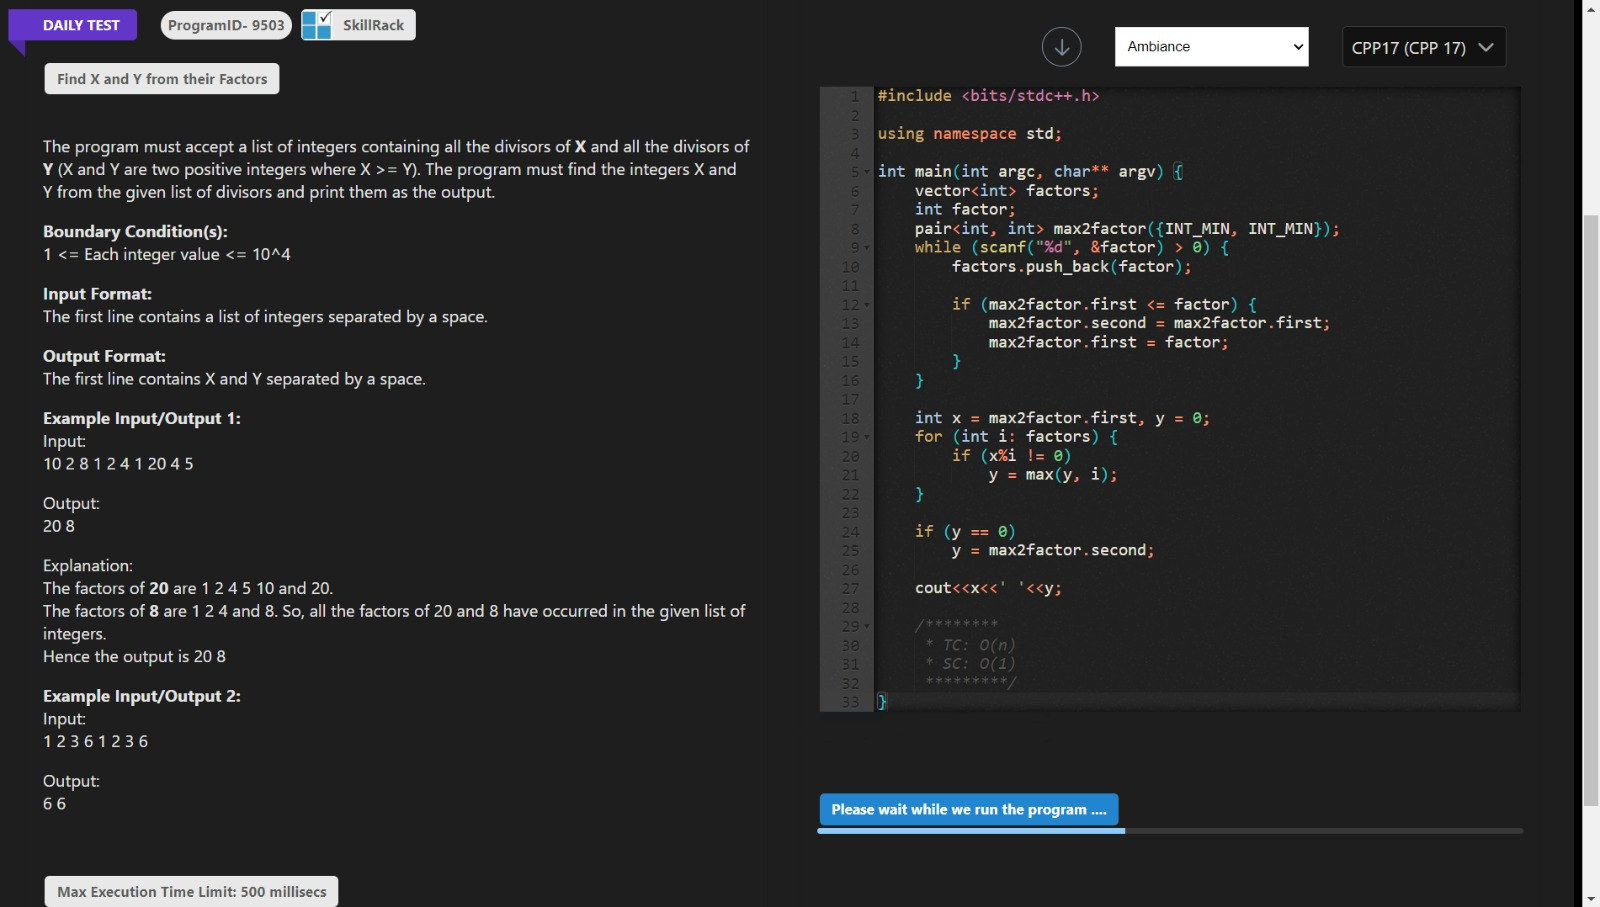 DAILY TEST
ProgramID- 9503
SkillRack
Find X and Y from their Factors
The program must accept a list of integers containing all the divisors of X and all the divisors of
Y (X and Y are two positive integers where X >= Y). The program must find the integers X and
Y from the given list of divisors and print them as the output.
Boundary Condition(s):
1 <= Each integer value <= 10^4
Input Format:
The first line contains a list of integers separated by a space.
Output Format:
The first line contains X and Y separated by a space.
Example Input/Output 1:
Input:
10 2 8 1 2 4 1 20 4 5
Output:
20 8
Explanation:
The factors of 20 are 1 2 4 5 10 and 20.
The factors of 8 are 1 2 4 and 8. So, all the factors of 20 and 8 have occurred in the given list of
integers.
Hence the output is 20 8
Example Input/Output 2:
Input:
1 2 3 6 1 2 3 6
Output:
6 6
Max Execution Time Limit: 500 millisecs
Ambiance
CPP17 (CPP 17)
1 #include <bits/stdc++.h>
2
3 using namespace std;
4
5 int main(int argc, char** argv) {
6     vector<int> factors;
7     int factor;
8     pair<int, int> max2factor({INT_MIN, INT_MIN});
9     while (scanf("%d", &factor) > 0) {
10         factors.push_back(factor);
11
12         if (max2factor.first <= factor) {
13             max2factor.second = max2factor.first;
14             max2factor.first = factor;
15         }
16     }
17
18     int x = max2factor.first, y = 0;
19     for (int i: factors) {
20         if (x%i != 0)
21             y = max(y, i);
22     }
23
24     if (y == 0)
25         y = max2factor.second;
26
27     cout<<x<<' '<<y;
28
29     /********
30      * TC: O(n)
31      * SC: O(1)
32      *********/
33 }
Please wait while we run the program ....